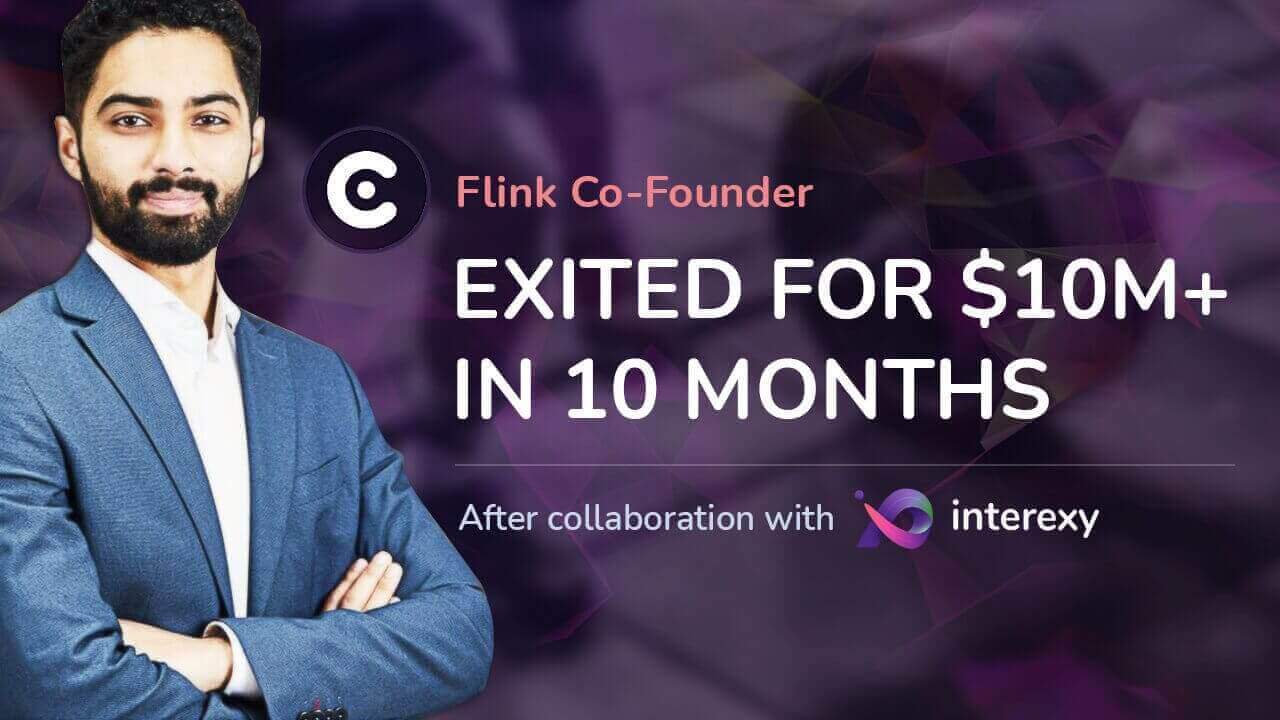 Flink Co-Founder
EXITED FOR $10M+
IN 10 MONTHS
After collaboration with interexy